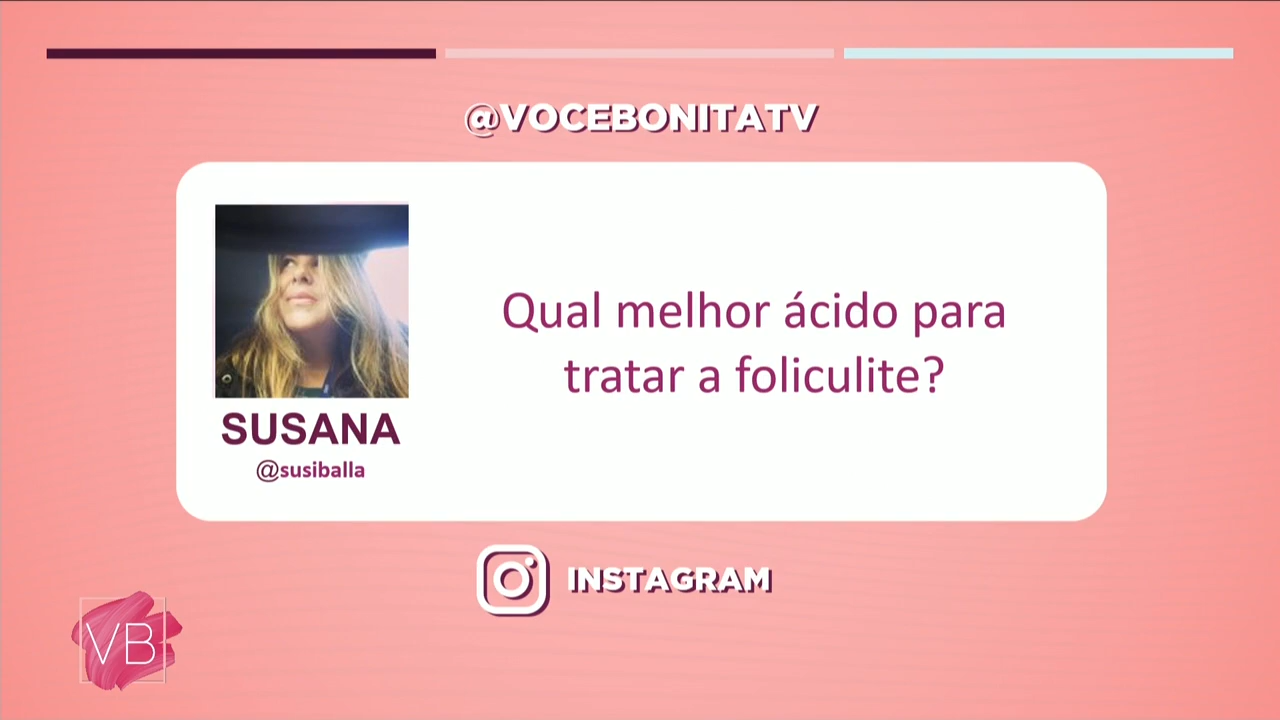 @VOCEBONITATV
Qual melhor ácido para
tratar a foliculite?
SUSANA
@susiballa
INSTAGRAM
VB